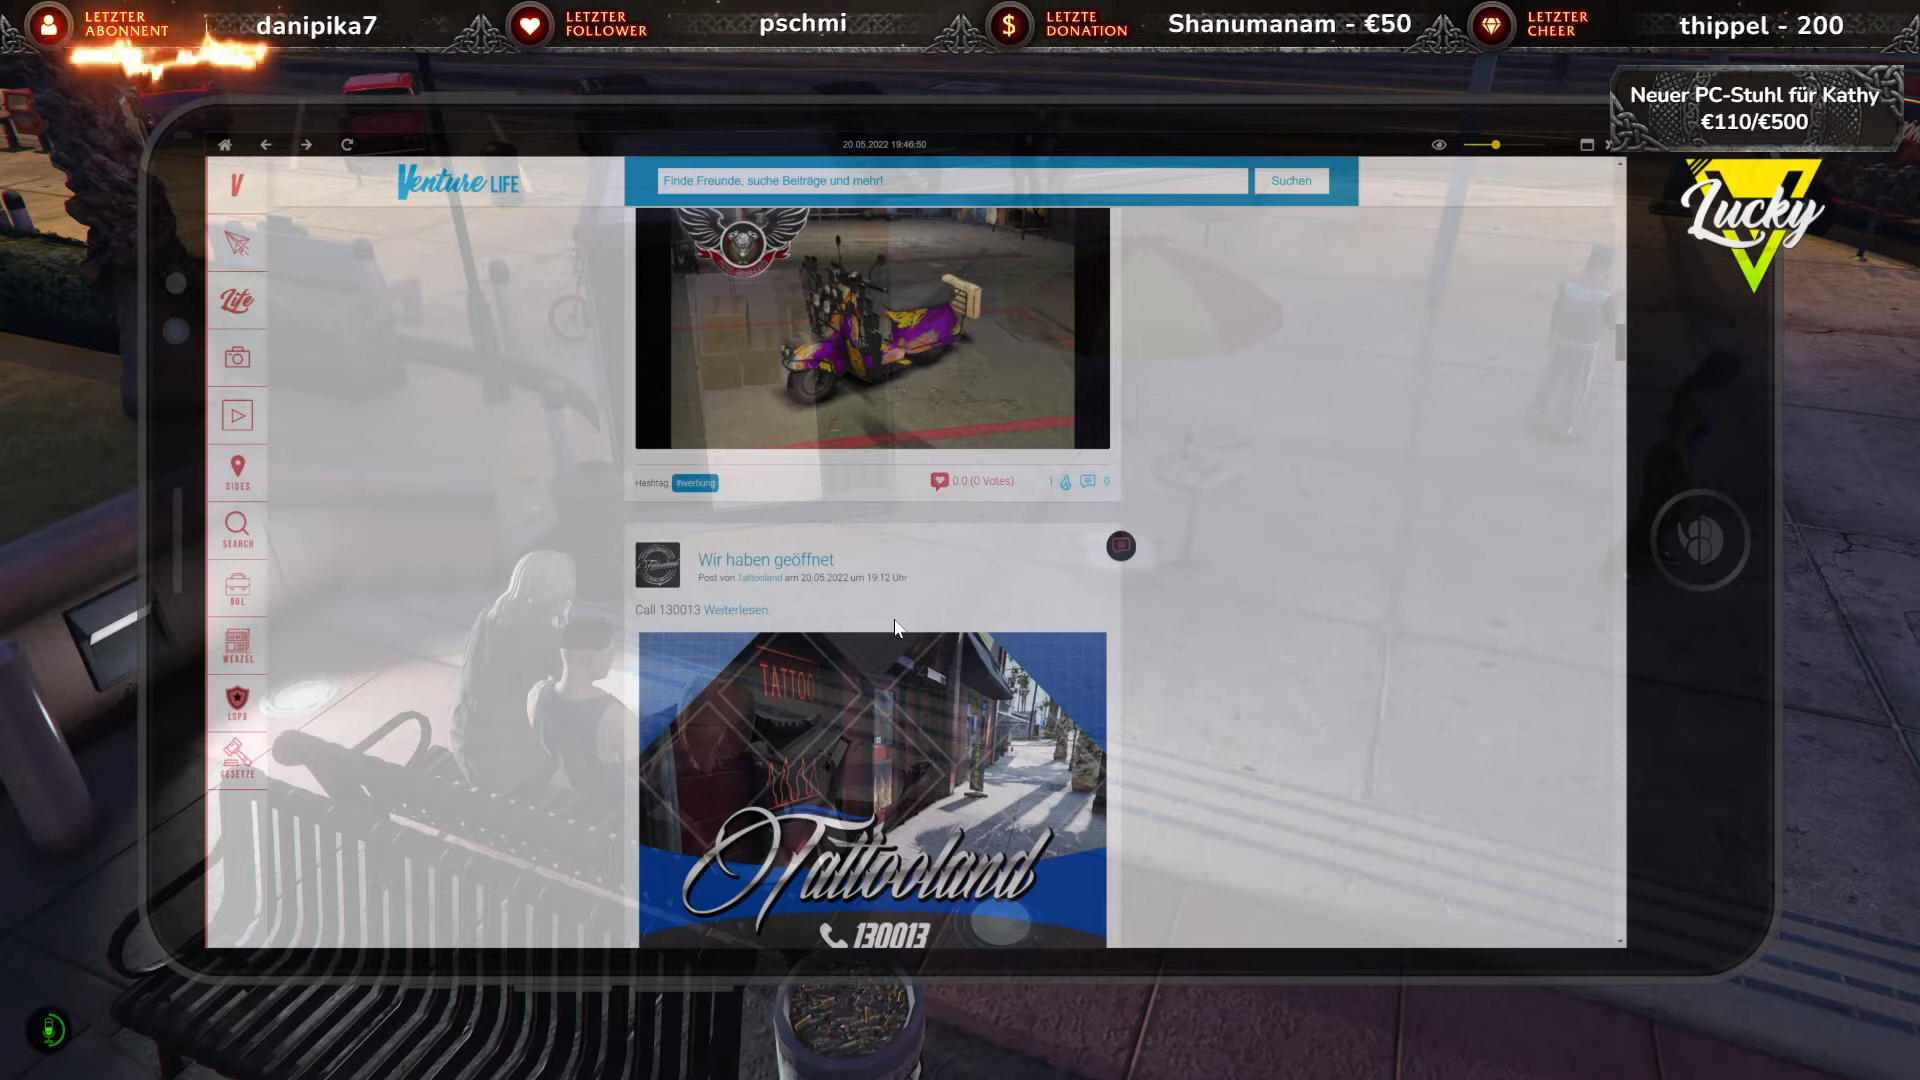 LETZTER
ABONNENT
danipika7
LETZTER
FOLLOWER
pschmi
LETZTE
DONATION
Shanumanam - €50
LETZTER
CHEER
thippel - 200
Neuer PC-Stuhl für Kathy
€110/€500
Lucky
V
20.05.2022 19:46:50
V
Venture LIFE
Finde Freunde, suche Beiträge und mehr!
Suchen
Life
SIDES
SEARCH
WEAZEL
LSPD
GESETZE
Hashtag: #werbung
0.0 (0 Votes)
1
0
Wir haben geöffnet
Post von Tattooland am 20.05.2022 um 19:12 Uhr
Call 130013 Weiterlesen.
TATTOO
Tattooland
130013